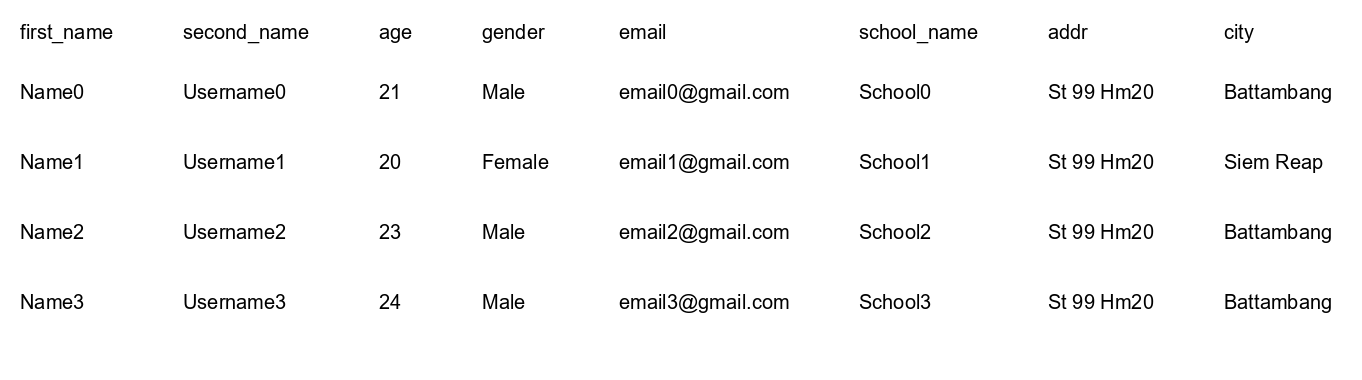 first_name second_name age gender email school_name addr city
Name0 Username0 21 Male email0@gmail.com School0 St 99 Hm20 Battambang
Name1 Username1 20 Female email1@gmail.com School1 St 99 Hm20 Siem Reap
Name2 Username2 23 Male email2@gmail.com School2 St 99 Hm20 Battambang
Name3 Username3 24 Male email3@gmail.com School3 St 99 Hm20 Battambang